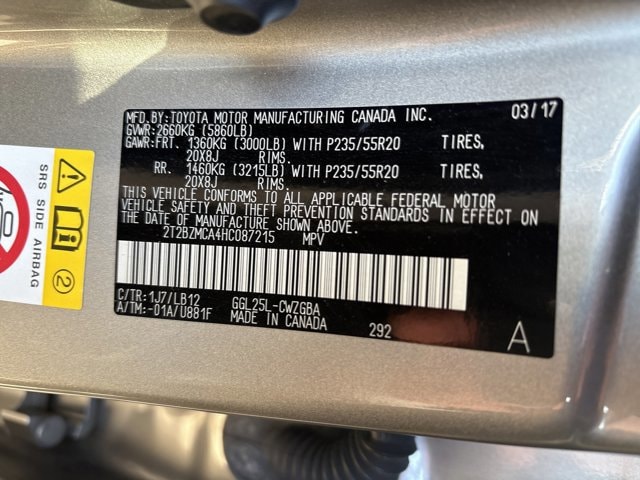 MFD.BY:TOYOTA MOTOR MANUFACTURING CANADA INC. 03/17
GVWR:2660KG (5860LB)
GAWR:FRT. 1360KG (3000LB) WITH P235/55R20 TIRES,
20X8J RIMS.
RR. 1460KG (3215LB) WITH P235/55R20 TIRES,
20X8J RIMS.
THIS VEHICLE CONFORMS TO ALL APPLICABLE FEDERAL MOTOR
VEHICLE SAFETY AND THEFT PREVENTION STANDARDS IN EFFECT ON
THE DATE OF MANUFACTURE SHOWN ABOVE.
2T2BZMCA4HC087215 MPV
C/TR:1J7/LB12 GGL25L-CWZGBA
A/TM:-01A/U881F MADE IN CANADA 292 A
SRS SIDE AIRBAG
2